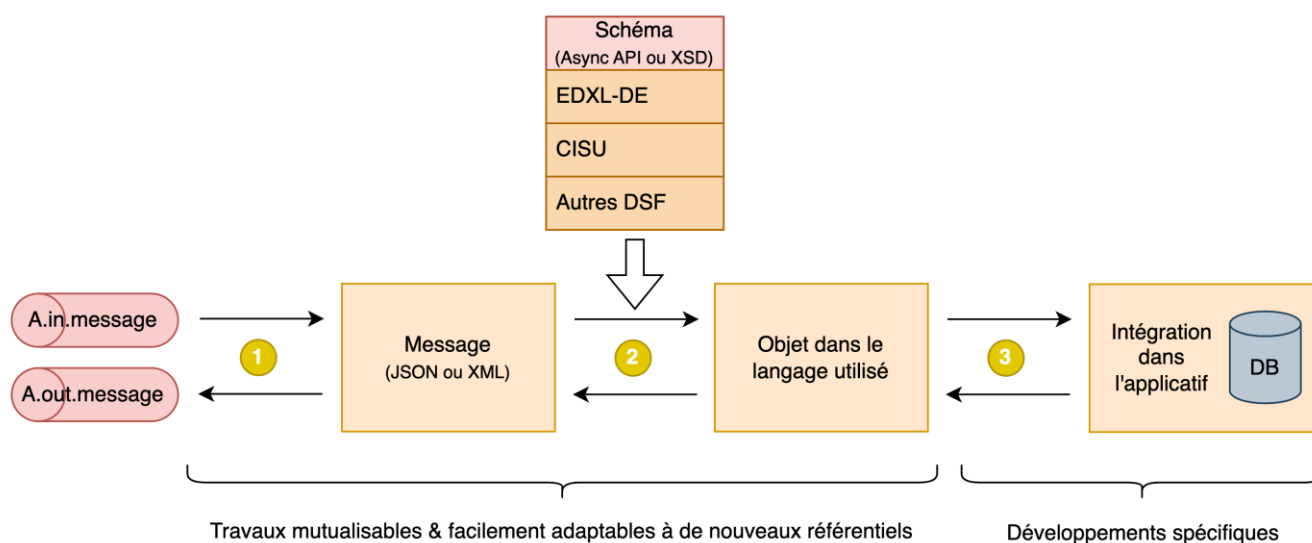 Schéma
(Async API ou XSD)
EDXL-DE
CISU
Autres DSF
A.in.message
A.out.message
1
Message
(JSON ou XML)
2
Objet dans le
langage utilisé
3
Intégration
dans
l'applicatif
DB
Travaux mutualisables & facilement adaptables à de nouveaux référentiels
Développements spécifiques